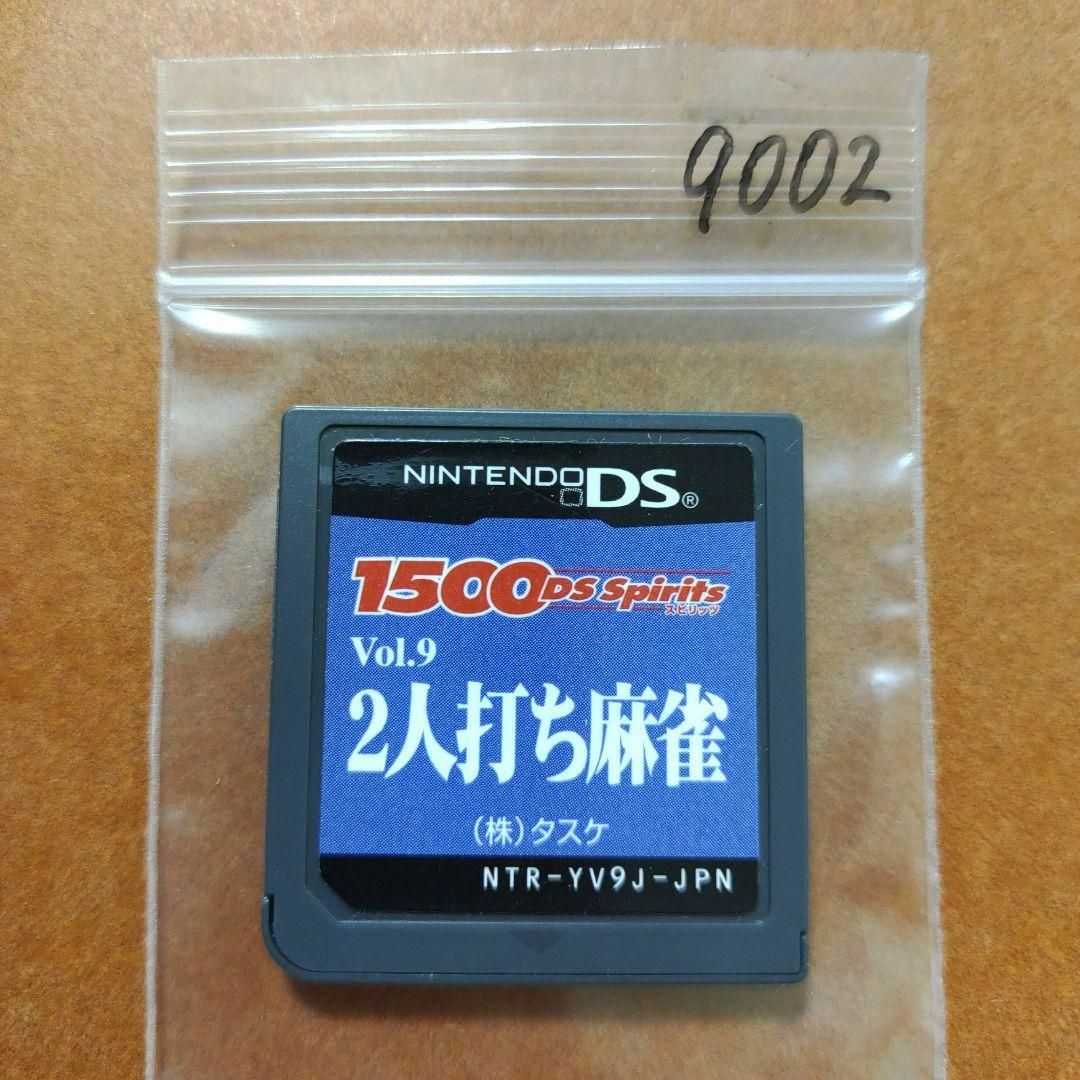 9002
NINTENDO DS®
1500 DS Spirits
スピリッツ
Vol.9
2人打ち麻雀
(株)タスケ
NTR-YV9J-JPN